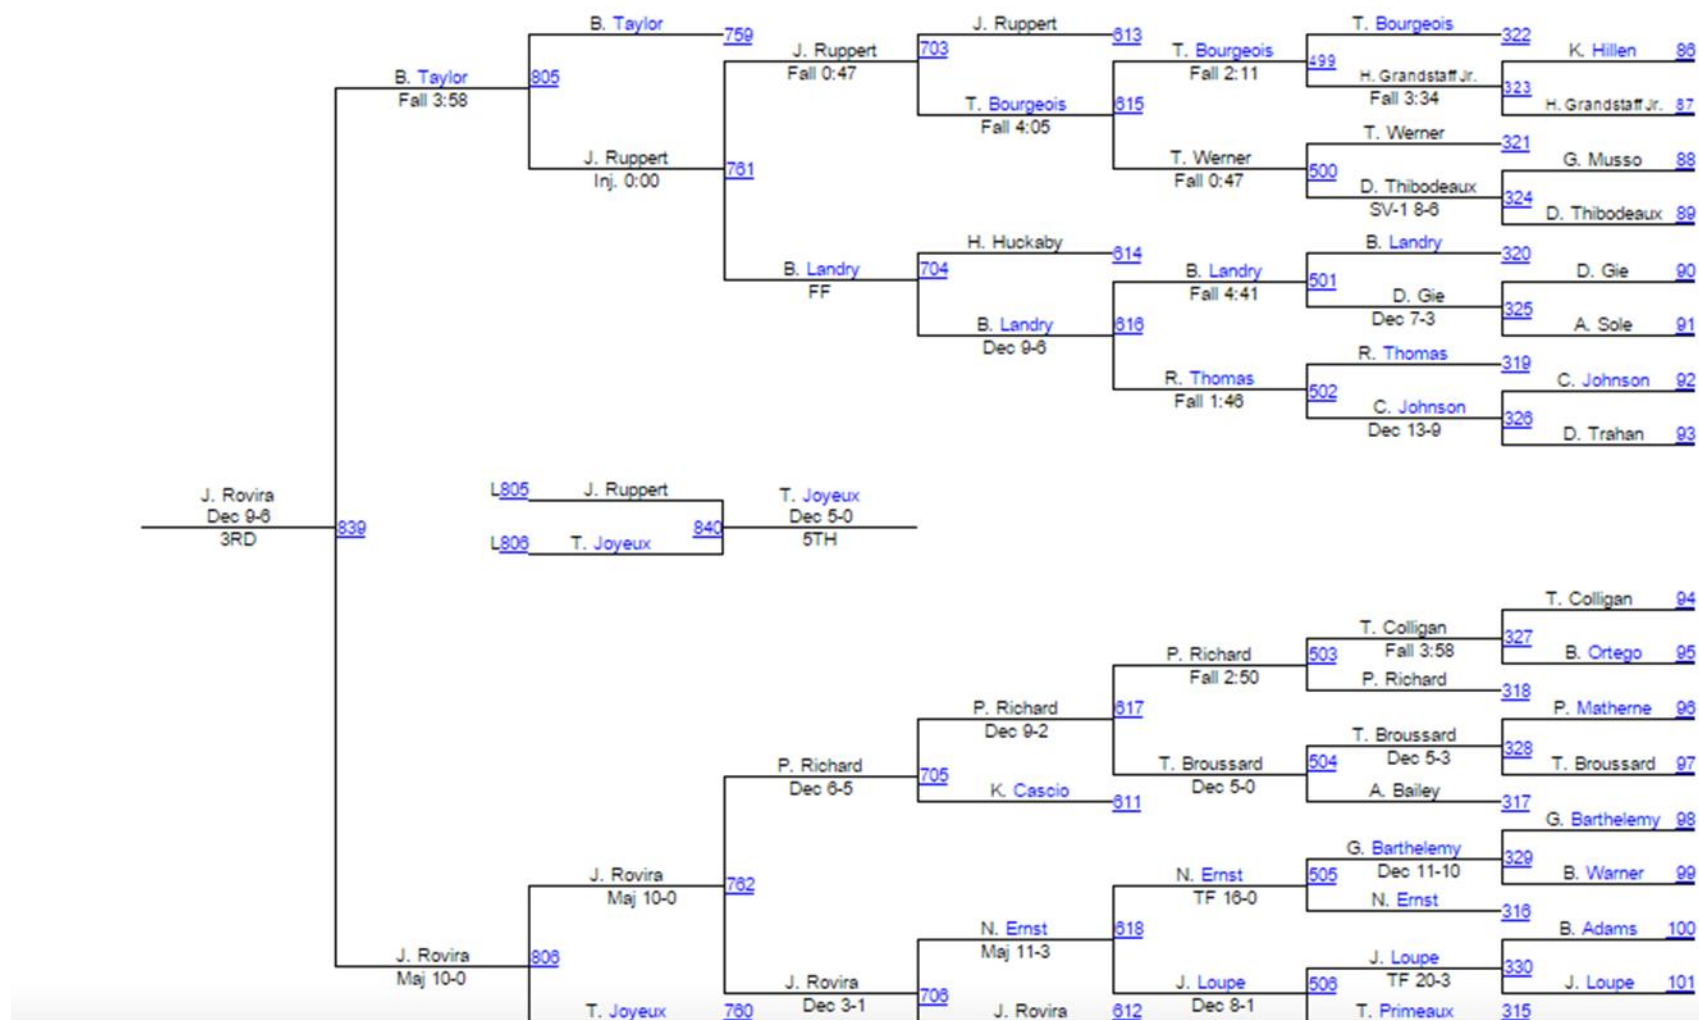 B. Taylor 759
J. Ruppert 613
T. Bourgeois 322
J. Ruppert 703
Fall 0:47
T. Bourgeois 499
Fall 2:11
K. Hillen 86
B. Taylor 805
Fall 3:58
H. Grandstaff Jr. 323
Fall 3:34
T. Bourgeois 615
Fall 4:05
H. Grandstaff Jr. 87
T. Werner 321
J. Ruppert 761
Inj. 0:00
T. Werner 500
Fall 0:47
G. Musso 88
D. Thibodeaux 324
SV-1 8-6
D. Thibodeaux 89
H. Huckaby 614
B. Landry 320
B. Landry 704
FF
B. Landry 501
Fall 4:41
D. Gie 90
D. Gie 325
Dec 7-3
B. Landry 616
Dec 9-6
A. Sole 91
R. Thomas 319
R. Thomas 502
Fall 1:46
C. Johnson 92
C. Johnson 326
Dec 13-9
D. Trahan 93
J. Rovira
Dec 9-6
3RD
839
L805 J. Ruppert
840
L806 T. Joyeux
T. Joyeux
Dec 5-0
5TH
T. Colligan 94
T. Colligan 327
Fall 3:58
P. Richard 503
Fall 2:50
B. Ortego 95
P. Richard 318
P. Richard 617
Dec 9-2
P. Matherne 96
T. Broussard 328
Dec 5-3
P. Richard 705
Dec 6-5
T. Broussard 504
Dec 5-0
T. Broussard 97
K. Cascio 611
A. Bailey 317
G. Barthelemy 98
G. Barthelemy 329
Dec 11-10
J. Rovira 762
Maj 10-0
N. Ernst 505
TF 16-0
B. Warner 99
N. Ernst 316
N. Ernst 618
Maj 11-3
B. Adams 100
J. Rovira 806
Maj 10-0
J. Loupe 330
TF 20-3
J. Rovira 706
Dec 3-1
J. Loupe 506
Dec 8-1
J. Loupe 101
T. Joyeux 760
J. Rovira 612
T. Primeaux 315